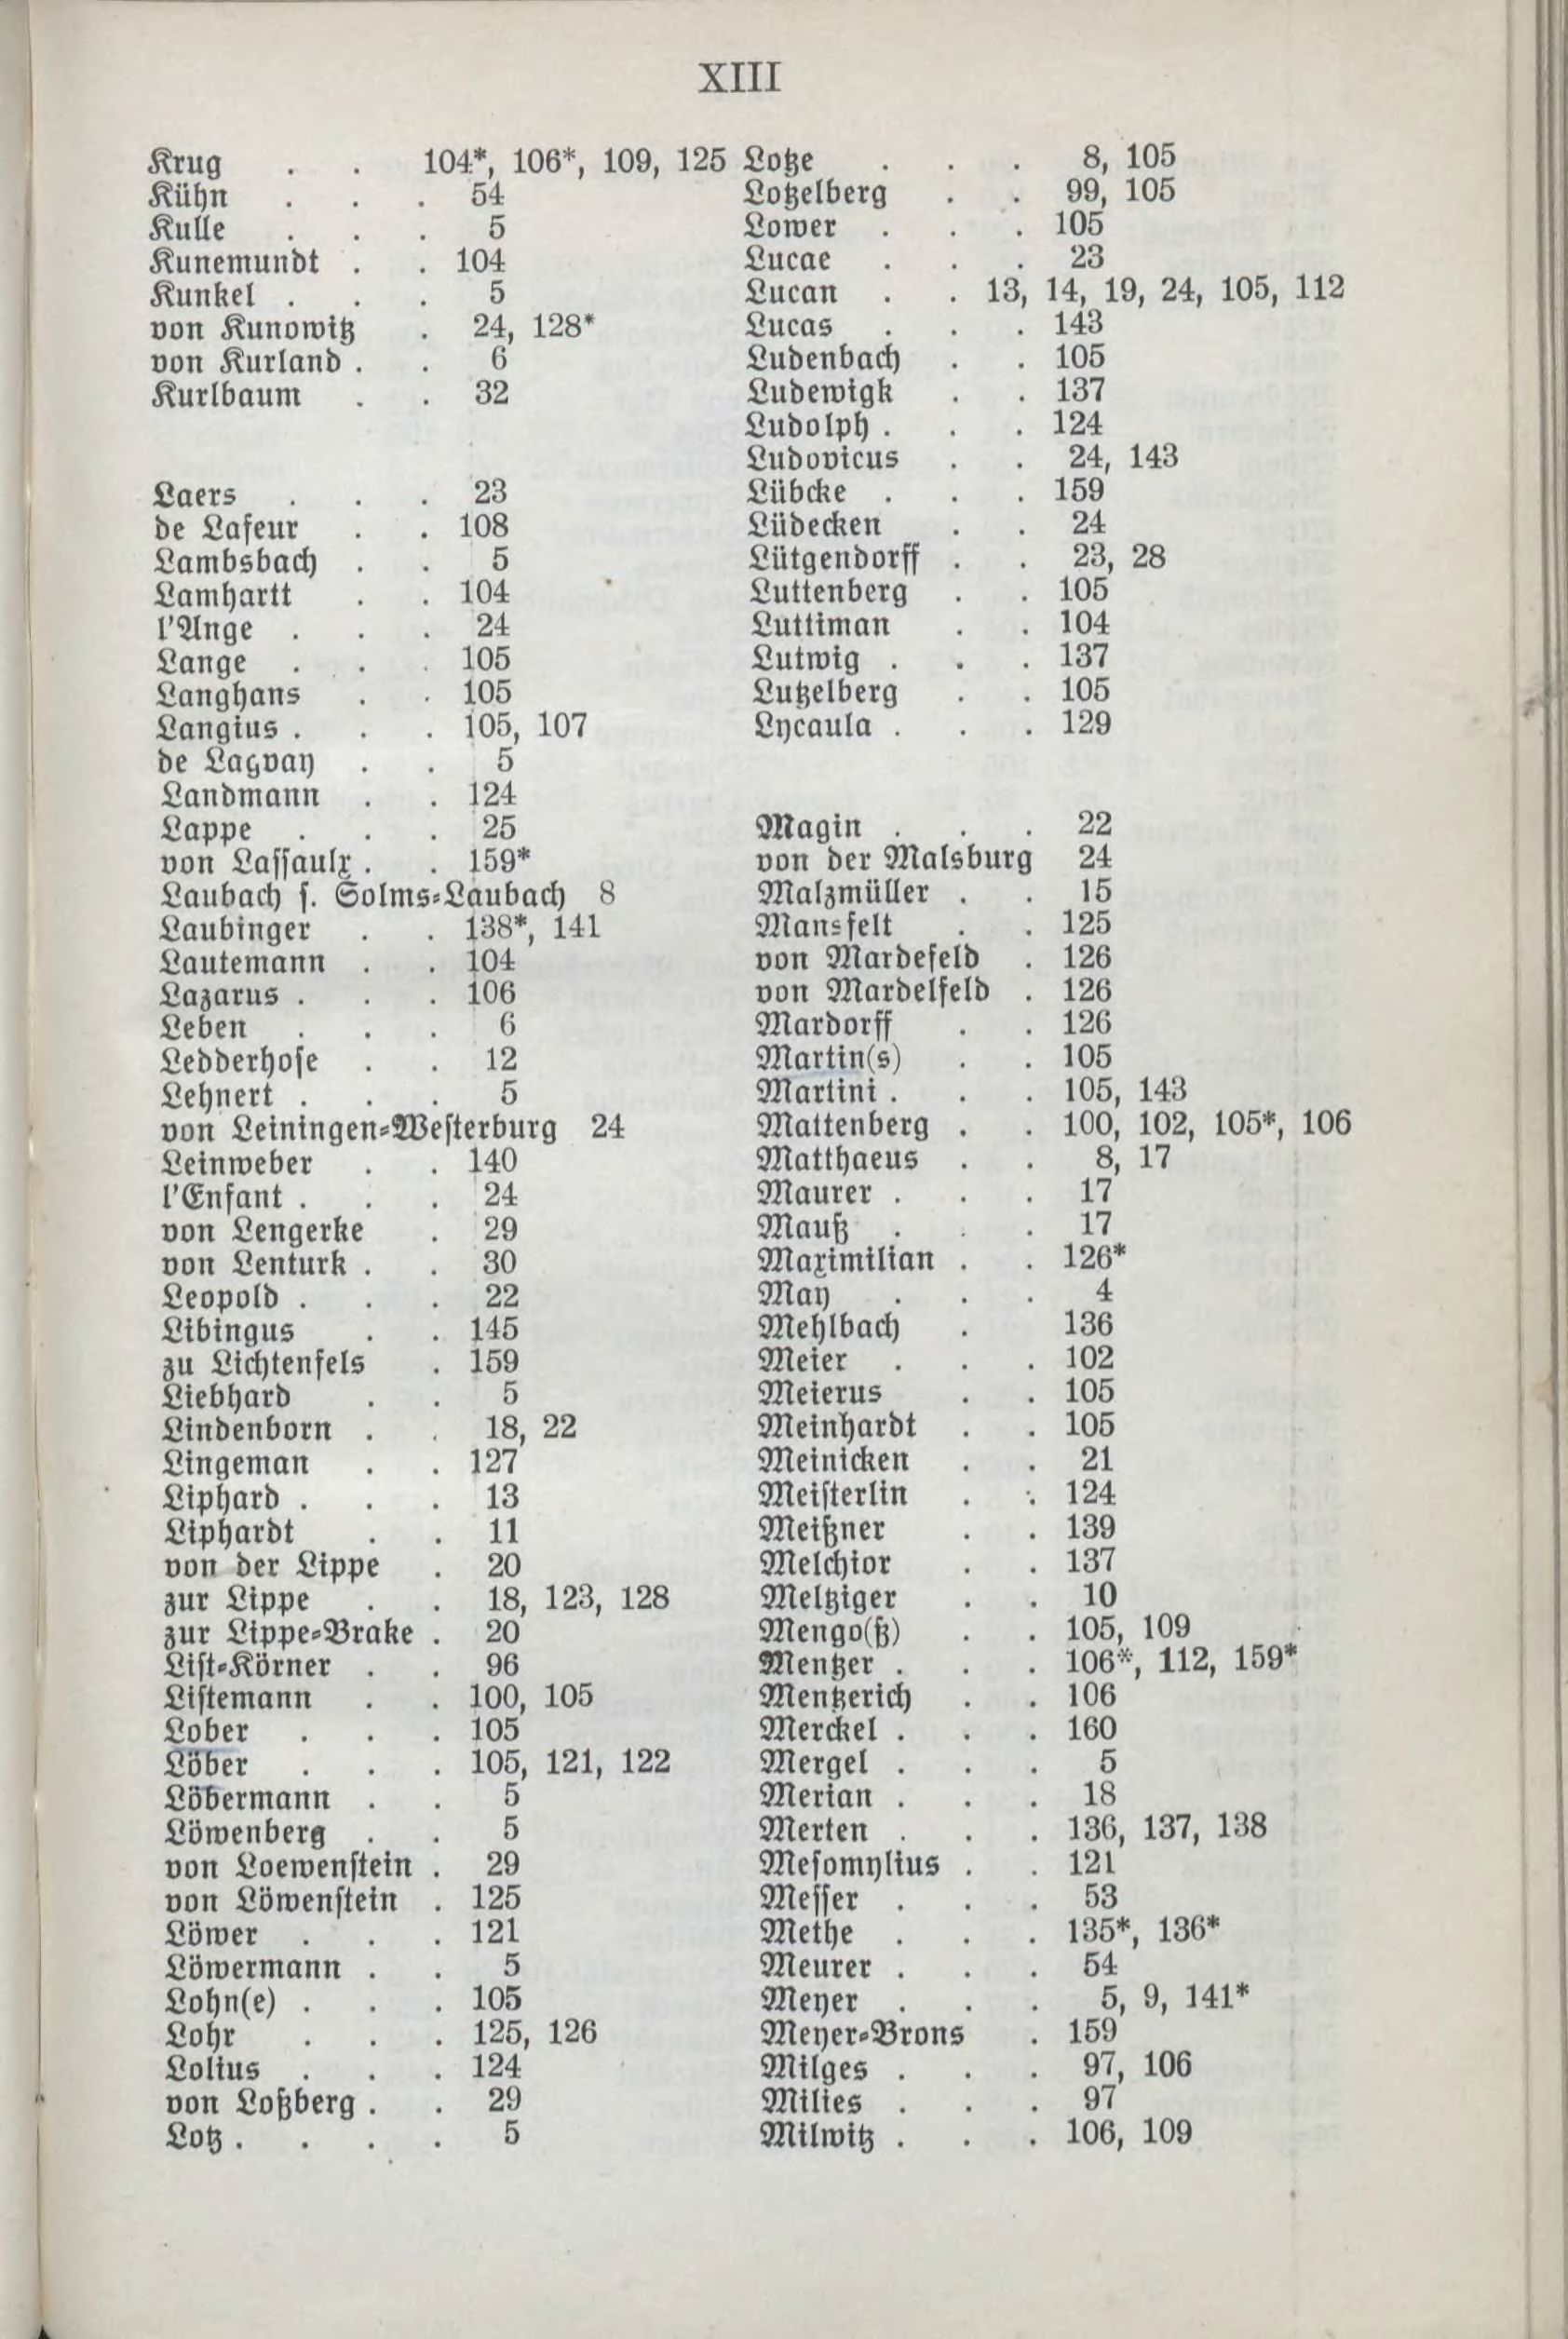 XIII
Krug . . 104*, 106*, 109, 125
Kühn . . . 54
Kulle . . . 5
Kunemundt . . 104
Kunkel . . . 5
von Kunowitz . 24, 128*
von Kurland . . 6
Kurlbaum . . 32
Laers . . . 23
de Lafeur . . 108
Lambsbach . . 5
Lamhartt . . 104
l'Ange . . . 24
Lange . . . 105
Langhans . . 105
Langius . . . 105, 107
de Lagvay . . 5
Landmann . . 124
Lappe . . . 25
von Lassaulx . . 159*
Laubach s. Solms-Laubach 8
Laubinger . . 138*, 141
Lautemann . . 104
Lazarus . . . 106
Leben . . . 6
Ledderhose . . 12
Lehnert . . . 5
von Leiningen-Westerburg 24
Leinweber . . 140
l'Enfant . . . 24
von Lengerke . 29
von Lenturk . . 30
Leopold . . . 22
Libingus . . 145
zu Lichtenfels . 159
Liebhard . . 5
Lindenborn . . 18, 22
Lingeman . . 127
Liphard . . . 13
Liphardt . . 11
von der Lippe . 20
zur Lippe . . 18, 123, 128
zur Lippe-Brake . 20
List-Körner . . 96
Listemann . . 100, 105
Lober . . . 105
Löber . . . 105, 121, 122
Löbermann . . 5
Löwenberg . . 5
von Loewenstein . 29
von Löwenstein . 125
Löwer . . . 121
Löwermann . . 5
Lohn(e) . . . 105
Lohr . . . 125, 126
Lolius . . . 124
von Loßberg . . 29
Lotz . . . . 5
Lotze . . . 8, 105
Lotzelberg . . 99, 105
Lower . . . 105
Lucae . . . 23
Lucan . . 13, 14, 19, 24, 105, 112
Lucas . . . 143
Ludenbach . . 105
Ludewigk . . 137
Ludolph . . . 124
Ludovicus . . 24, 143
Lübcke . . . 159
Lüdecken . . 24
Lütgendorff . . 23, 28
Luttenberg . . 105
Luttiman . . 104
Lutwig . . . 137
Lutzelberg . . 105
Lycaula . . . 129
Magin . . . 22
von der Malsburg 24
Malzmüller . . 15
Mansfelt . . 125
von Mardefeld . 126
von Mardelfeld . 126
Mardorff . . 126
Martin(s) . . 105
Martini . . . 105, 143
Mattenberg . . 100, 102, 105*, 106
Matthaeus . . 8, 17
Maurer . . . 17
Mauß . . . 17
Maximilian . . 126*
May . . . 4
Mehlbach . 136
Meier . . . 102
Meierus . . 105
Meinhardt . . 105
Meinicken . . 21
Meisterlin . . 124
Meißner . . 139
Melchior . . 137
Meltziger . . 10
Mengo(ß) . . 105, 109
Mentzer . . . 106*, 112, 159*
Mentzerich . . 106
Merckel . . . 160
Mergel . . . 5
Merian . . . 18
Merten . . . 136, 137, 138
Mesomylius . . 121
Messer . . . 53
Methe . . . 135*, 136*
Meurer . . . 54
Meyer . . . 5, 9, 141*
Meyer-Brons . 159
Milges . . . 97, 106
Milies . . . 97
Milwitz . . . 106, 109